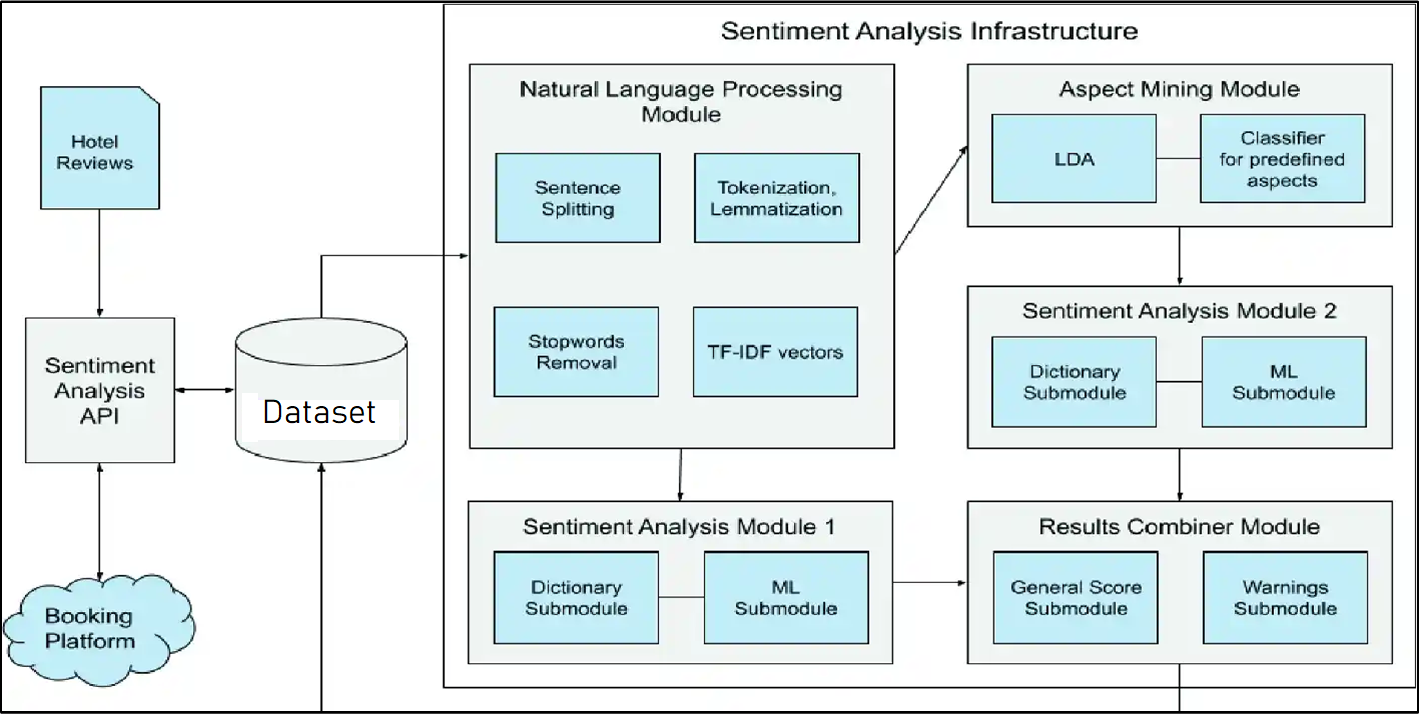 Sentiment Analysis Infrastructure
Hotel
Reviews
Sentiment
Analysis
API
Booking
Platform
Dataset
Natural Language Processing
Module
Sentence
Splitting
Tokenization,
Lemmatization
Stopwords
Removal
TF-IDF vectors
Sentiment Analysis Module 1
Dictionary
Submodule
ML
Submodule
Aspect Mining Module
LDA
Classifier
for predefined
aspects
Sentiment Analysis Module 2
Dictionary
Submodule
ML
Submodule
Results Combiner Module
General Score
Submodule
Warnings
Submodule